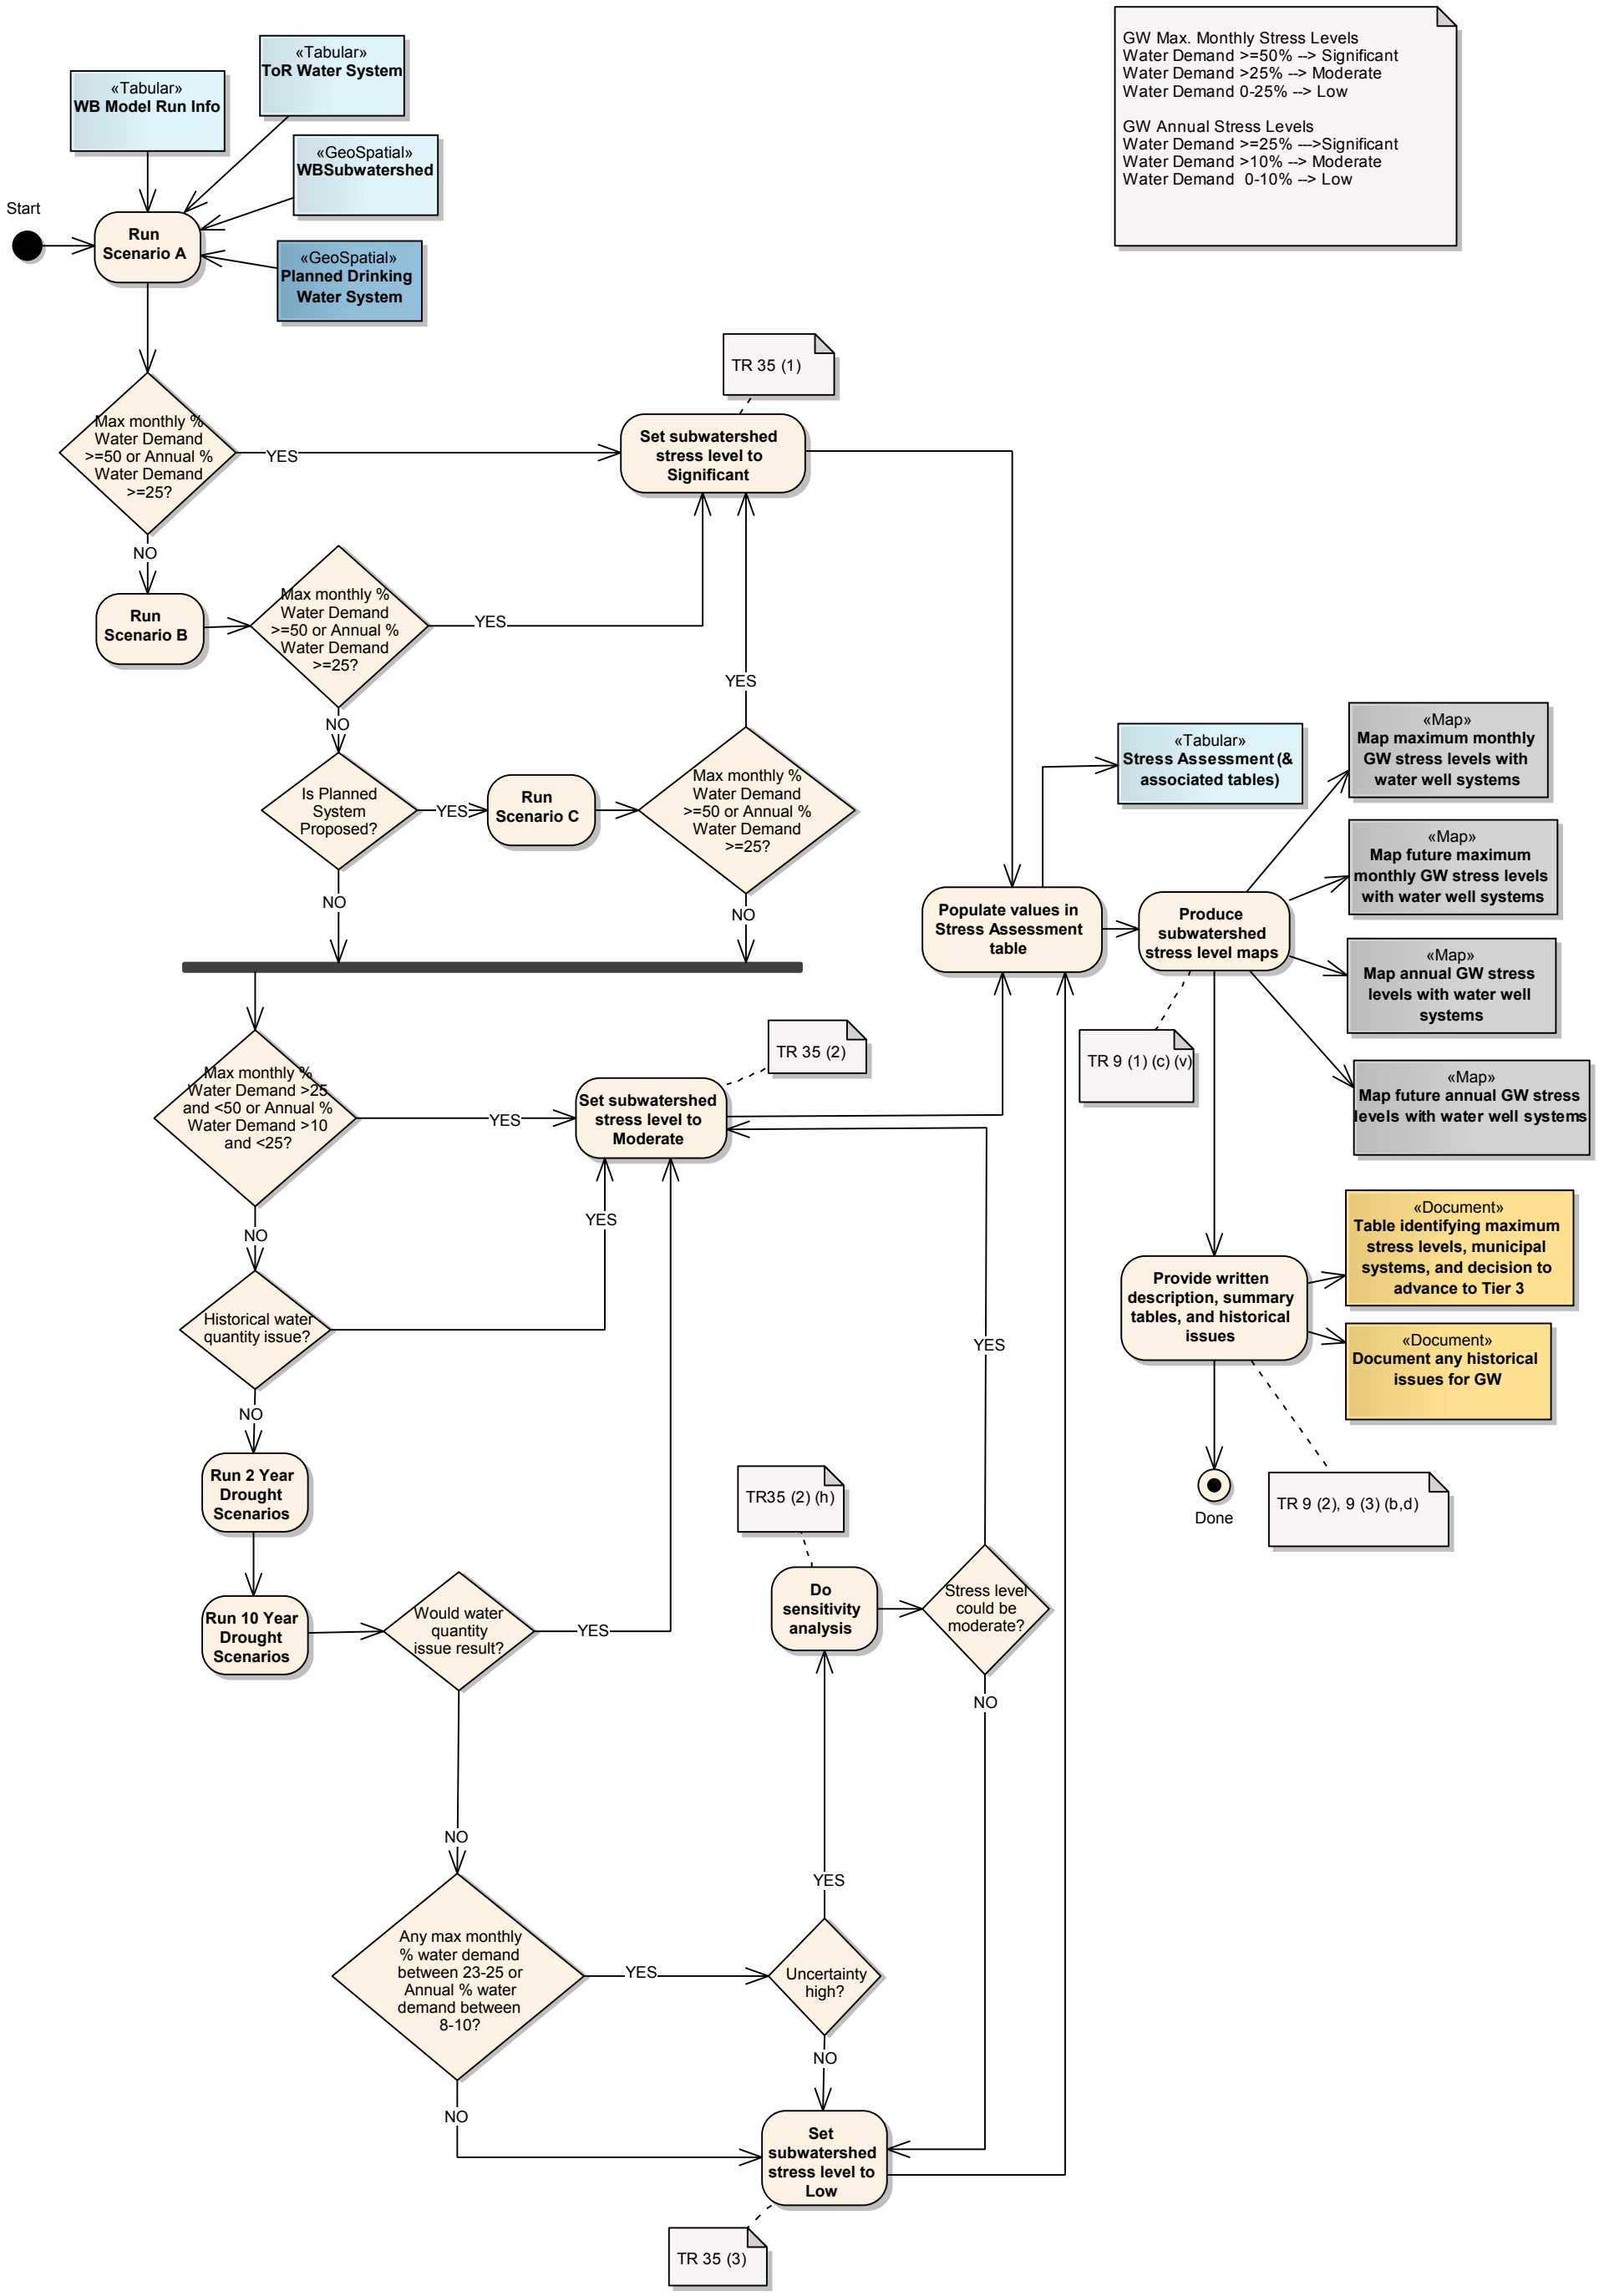 GW Max. Monthly Stress Levels
Water Demand >=50% --> Significant
Water Demand >25% --> Moderate
Water Demand 0-25% --> Low
GW Annual Stress Levels
Water Demand >=25% --->Significant
Water Demand >10% --> Moderate
Water Demand 0-10% --> Low
«Tabular»
ToR Water System
«Tabular»
WB Model Run Info
«GeoSpatial»
WBSubwatershed
Start
Run
Scenario A
«GeoSpatial»
Planned Drinking
Water System
TR 35 (1)
Max monthly %
Water Demand
>=50 or Annual %
Water Demand
>=25?
YES
Set subwatershed
stress level to
Significant
NO
Run
Scenario B
Max monthly %
Water Demand
>=50 or Annual %
Water Demand
>=25?
YES
NO
YES
Is Planned
System
Proposed?
YES
Run
Scenario C
Max monthly %
Water Demand
>=50 or Annual %
Water Demand
>=25?
NO
NO
«Tabular»
Stress Assessment (&
associated tables)
«Map»
Map maximum monthly
GW stress levels with
water well systems
«Map»
Map future maximum
monthly GW stress levels
with water well systems
Populate values in
Stress Assessment
table
Produce
subwatershed
stress level maps
«Map»
Map annual GW stress
levels with water well
systems
«Map»
Map future annual GW stress
levels with water well systems
TR 9 (1) (c) (v)
TR 35 (2)
Max monthly %
Water Demand >25
and <50 or Annual %
Water Demand >10
and <25?
YES
Set subwatershed
stress level to
Moderate
NO
YES
Historical water
quantity issue?
NO
YES
Provide written
description, summary
tables, and historical
issues
«Document»
Table identifying maximum
stress levels, municipal
systems, and decision to
advance to Tier 3
«Document»
Document any historical
issues for GW
TR 9 (2), 9 (3) (b,d)
Done
Run 2 Year
Drought
Scenarios
Run 10 Year
Drought
Scenarios
Would water
quantity
issue result?
YES
TR35 (2) (h)
Do
sensitivity
analysis
Stress level
could be
moderate?
NO
NO
YES
Any max monthly
% water demand
between 23-25 or
Annual % water
demand between
8-10?
YES
Uncertainty
high?
NO
NO
Set
subwatershed
stress level to
Low
TR 35 (3)